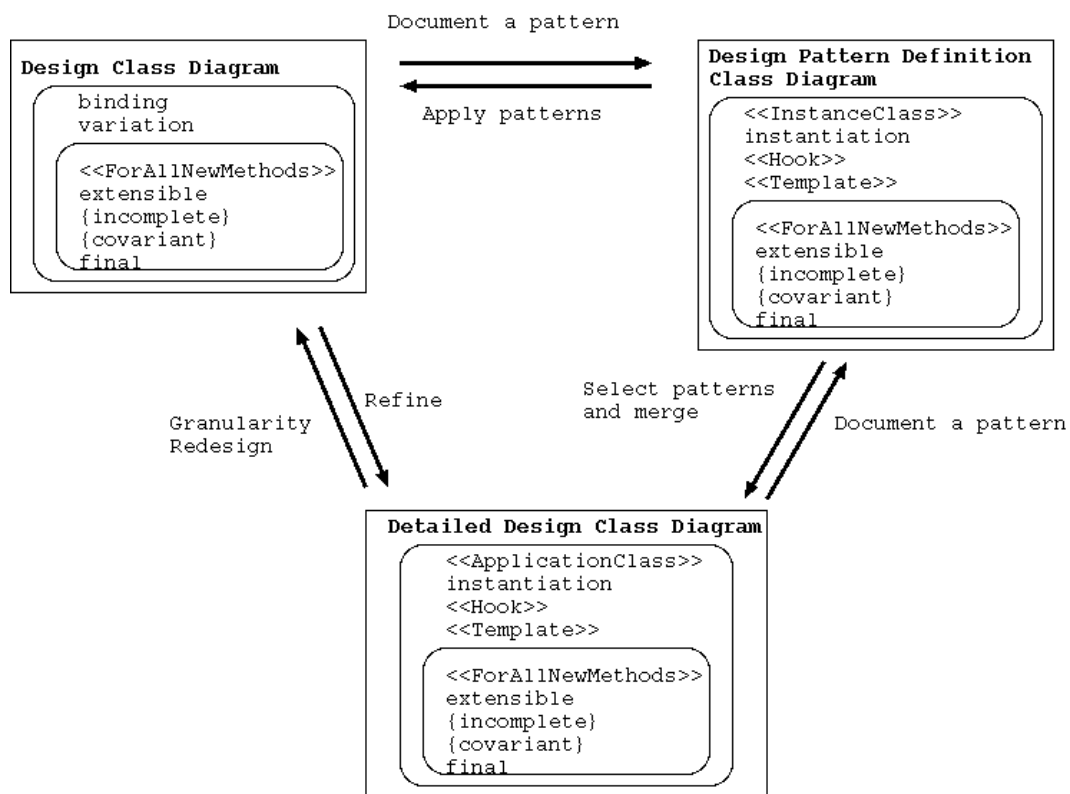 Document a pattern
Design Class Diagram
binding
variation
<<ForAllNewMethods>>
extensible
{incomplete}
{covariant}
final
Apply patterns
Design Pattern Definition
Class Diagram
<<InstanceClass>>
instantiation
<<Hook>>
<<Template>>
<<ForAllNewMethods>>
extensible
{incomplete}
{covariant}
final
Granularity
Redesign
Refine
Select patterns
and merge
Document a pattern
Detailed Design Class Diagram
<<ApplicationClass>>
instantiation
<<Hook>>
<<Template>>
<<ForAllNewMethods>>
extensible
{incomplete}
{covariant}
final